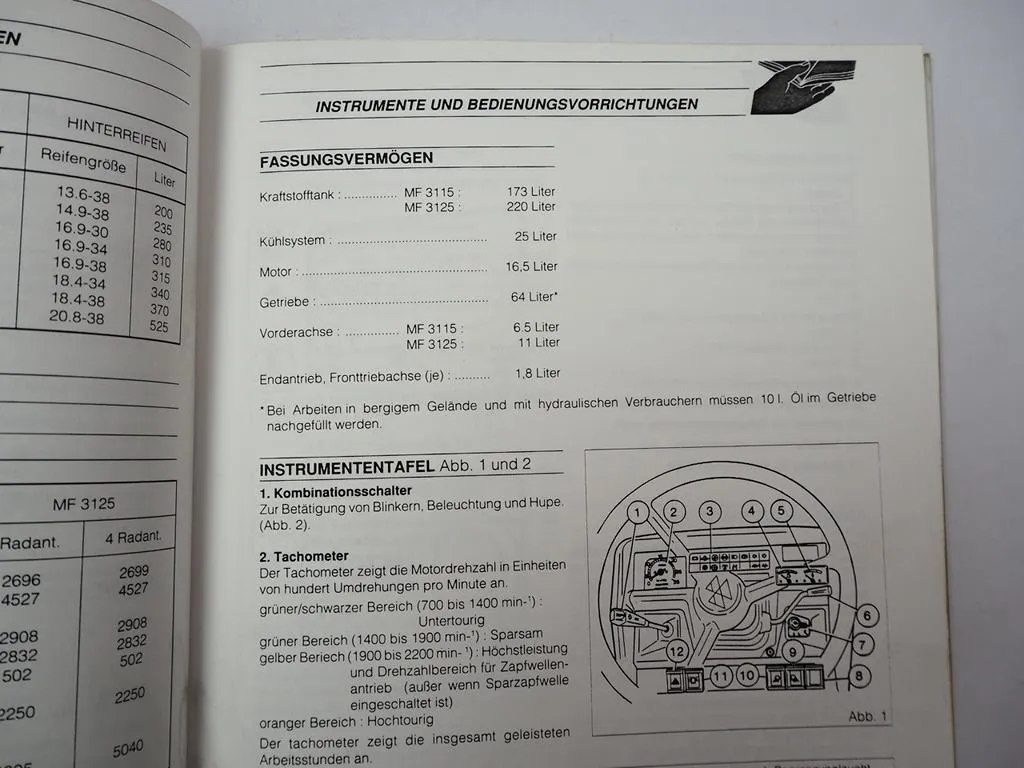 EN
HINTERREIFEN
Reifengröße Liter
13.6-38 200
14.9-38 235
16.9-30 280
16.9-34 310
16.9-38 315
18.4-34 340
18.4-38 370
20.8-38 525
MF 3125
Radant. 4 Radant.
2696 2699
4527 4527
2908 2908
2832 2832
502 502
2250 2250
5040
INSTRUMENTE UND BEDIENUNGSVORRICHTUNGEN
FASSUNGSVERMÖGEN
Kraftstofftank : ............... MF 3115 : 173 Liter
MF 3125 : 220 Liter
Kühlsystem : .......................................... 25 Liter
Motor : .................................................... 16,5 Liter
Getriebe : ............................................... 64 Liter*
Vorderachse : ............... MF 3115 : 6.5 Liter
MF 3125 : 11 Liter
Endantrieb, Fronttriebachse (je) : .......... 1,8 Liter
* Bei Arbeiten in bergigem Gelände und mit hydraulischen Verbrauchern müssen 10 l. Öl im Getriebe
nachgefüllt werden.
INSTRUMENTENTAFEL Abb. 1 und 2
1. Kombinationsschalter
Zur Betätigung von Blinkern, Beleuchtung und Hupe.
(Abb. 2).
2. Tachometer
Der Tachometer zeigt die Motordrehzahl in Einheiten
von hundert Umdrehungen pro Minute an.
grüner/schwarzer Bereich (700 bis 1400 min-¹) :
Untertourig
grüner Bereich (1400 bis 1900 min-¹) : Sparsam
gelber Beriech (1900 bis 2200 min- ¹) : Höchstleistung
und Drehzahlbereich für Zapfwellen-
antrieb (außer wenn Sparzapfwelle
eingeschaltet ist)
oranger Bereich : Hochtourig
Der tachometer zeigt die insgesamt geleisteten
Arbeitsstunden an.
1 2 3 4 5
6
7
12 9
11 10 8
Abb. 1